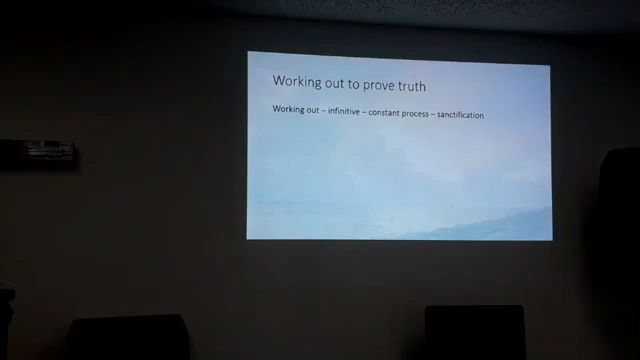 Working out to prove truth
Working out – infinitive – constant process – sanctification